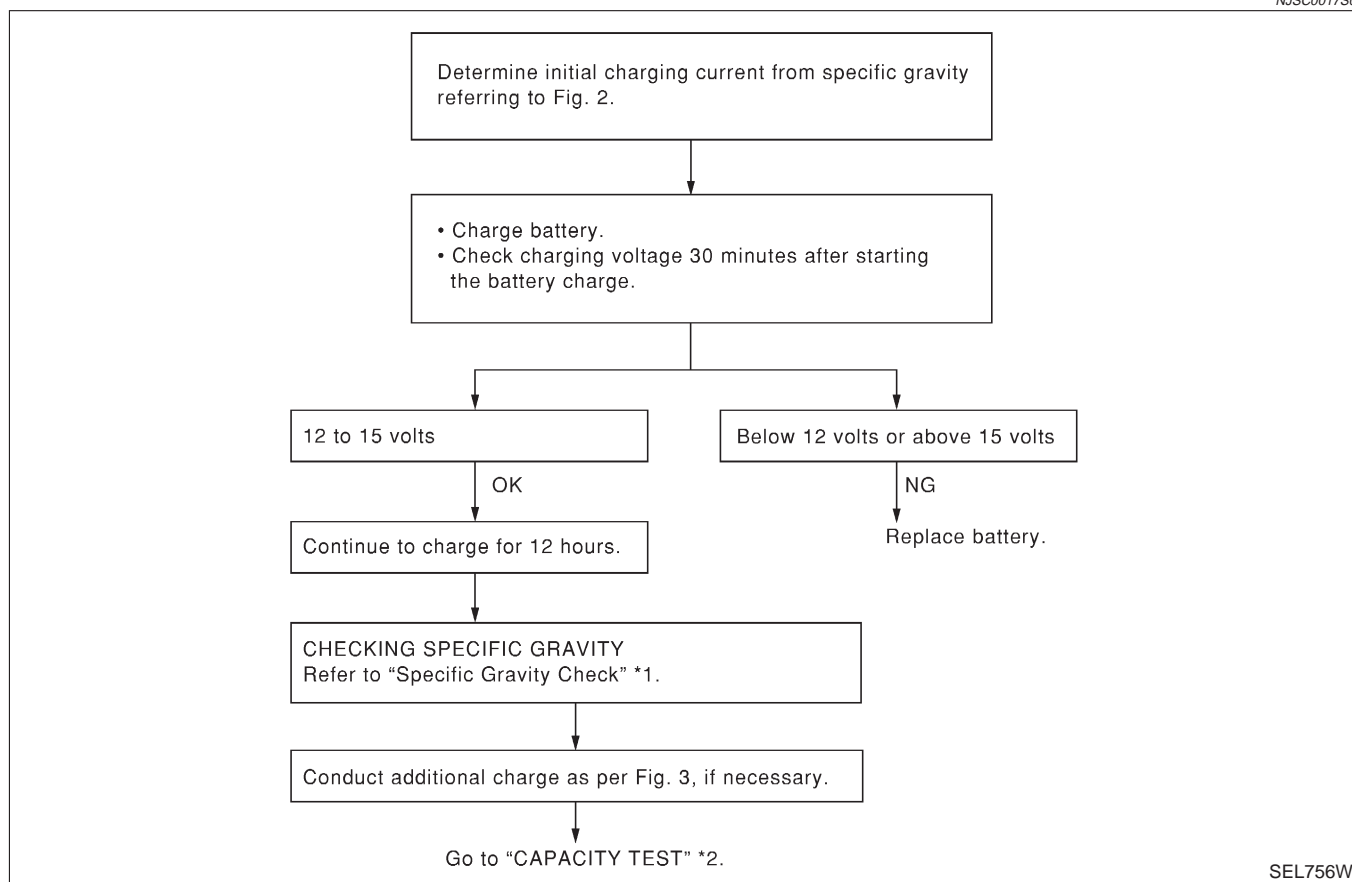 Determine initial charging current from specific gravity
referring to Fig. 2.
• Charge battery.
• Check charging voltage 30 minutes after starting
the battery charge.
12 to 15 volts
Below 12 volts or above 15 volts
OK
NG
Continue to charge for 12 hours.
Replace battery.
CHECKING SPECIFIC GRAVITY
Refer to “Specific Gravity Check” *1.
Conduct additional charge as per Fig. 3, if necessary.
Go to “CAPACITY TEST” *2.
SEL756W